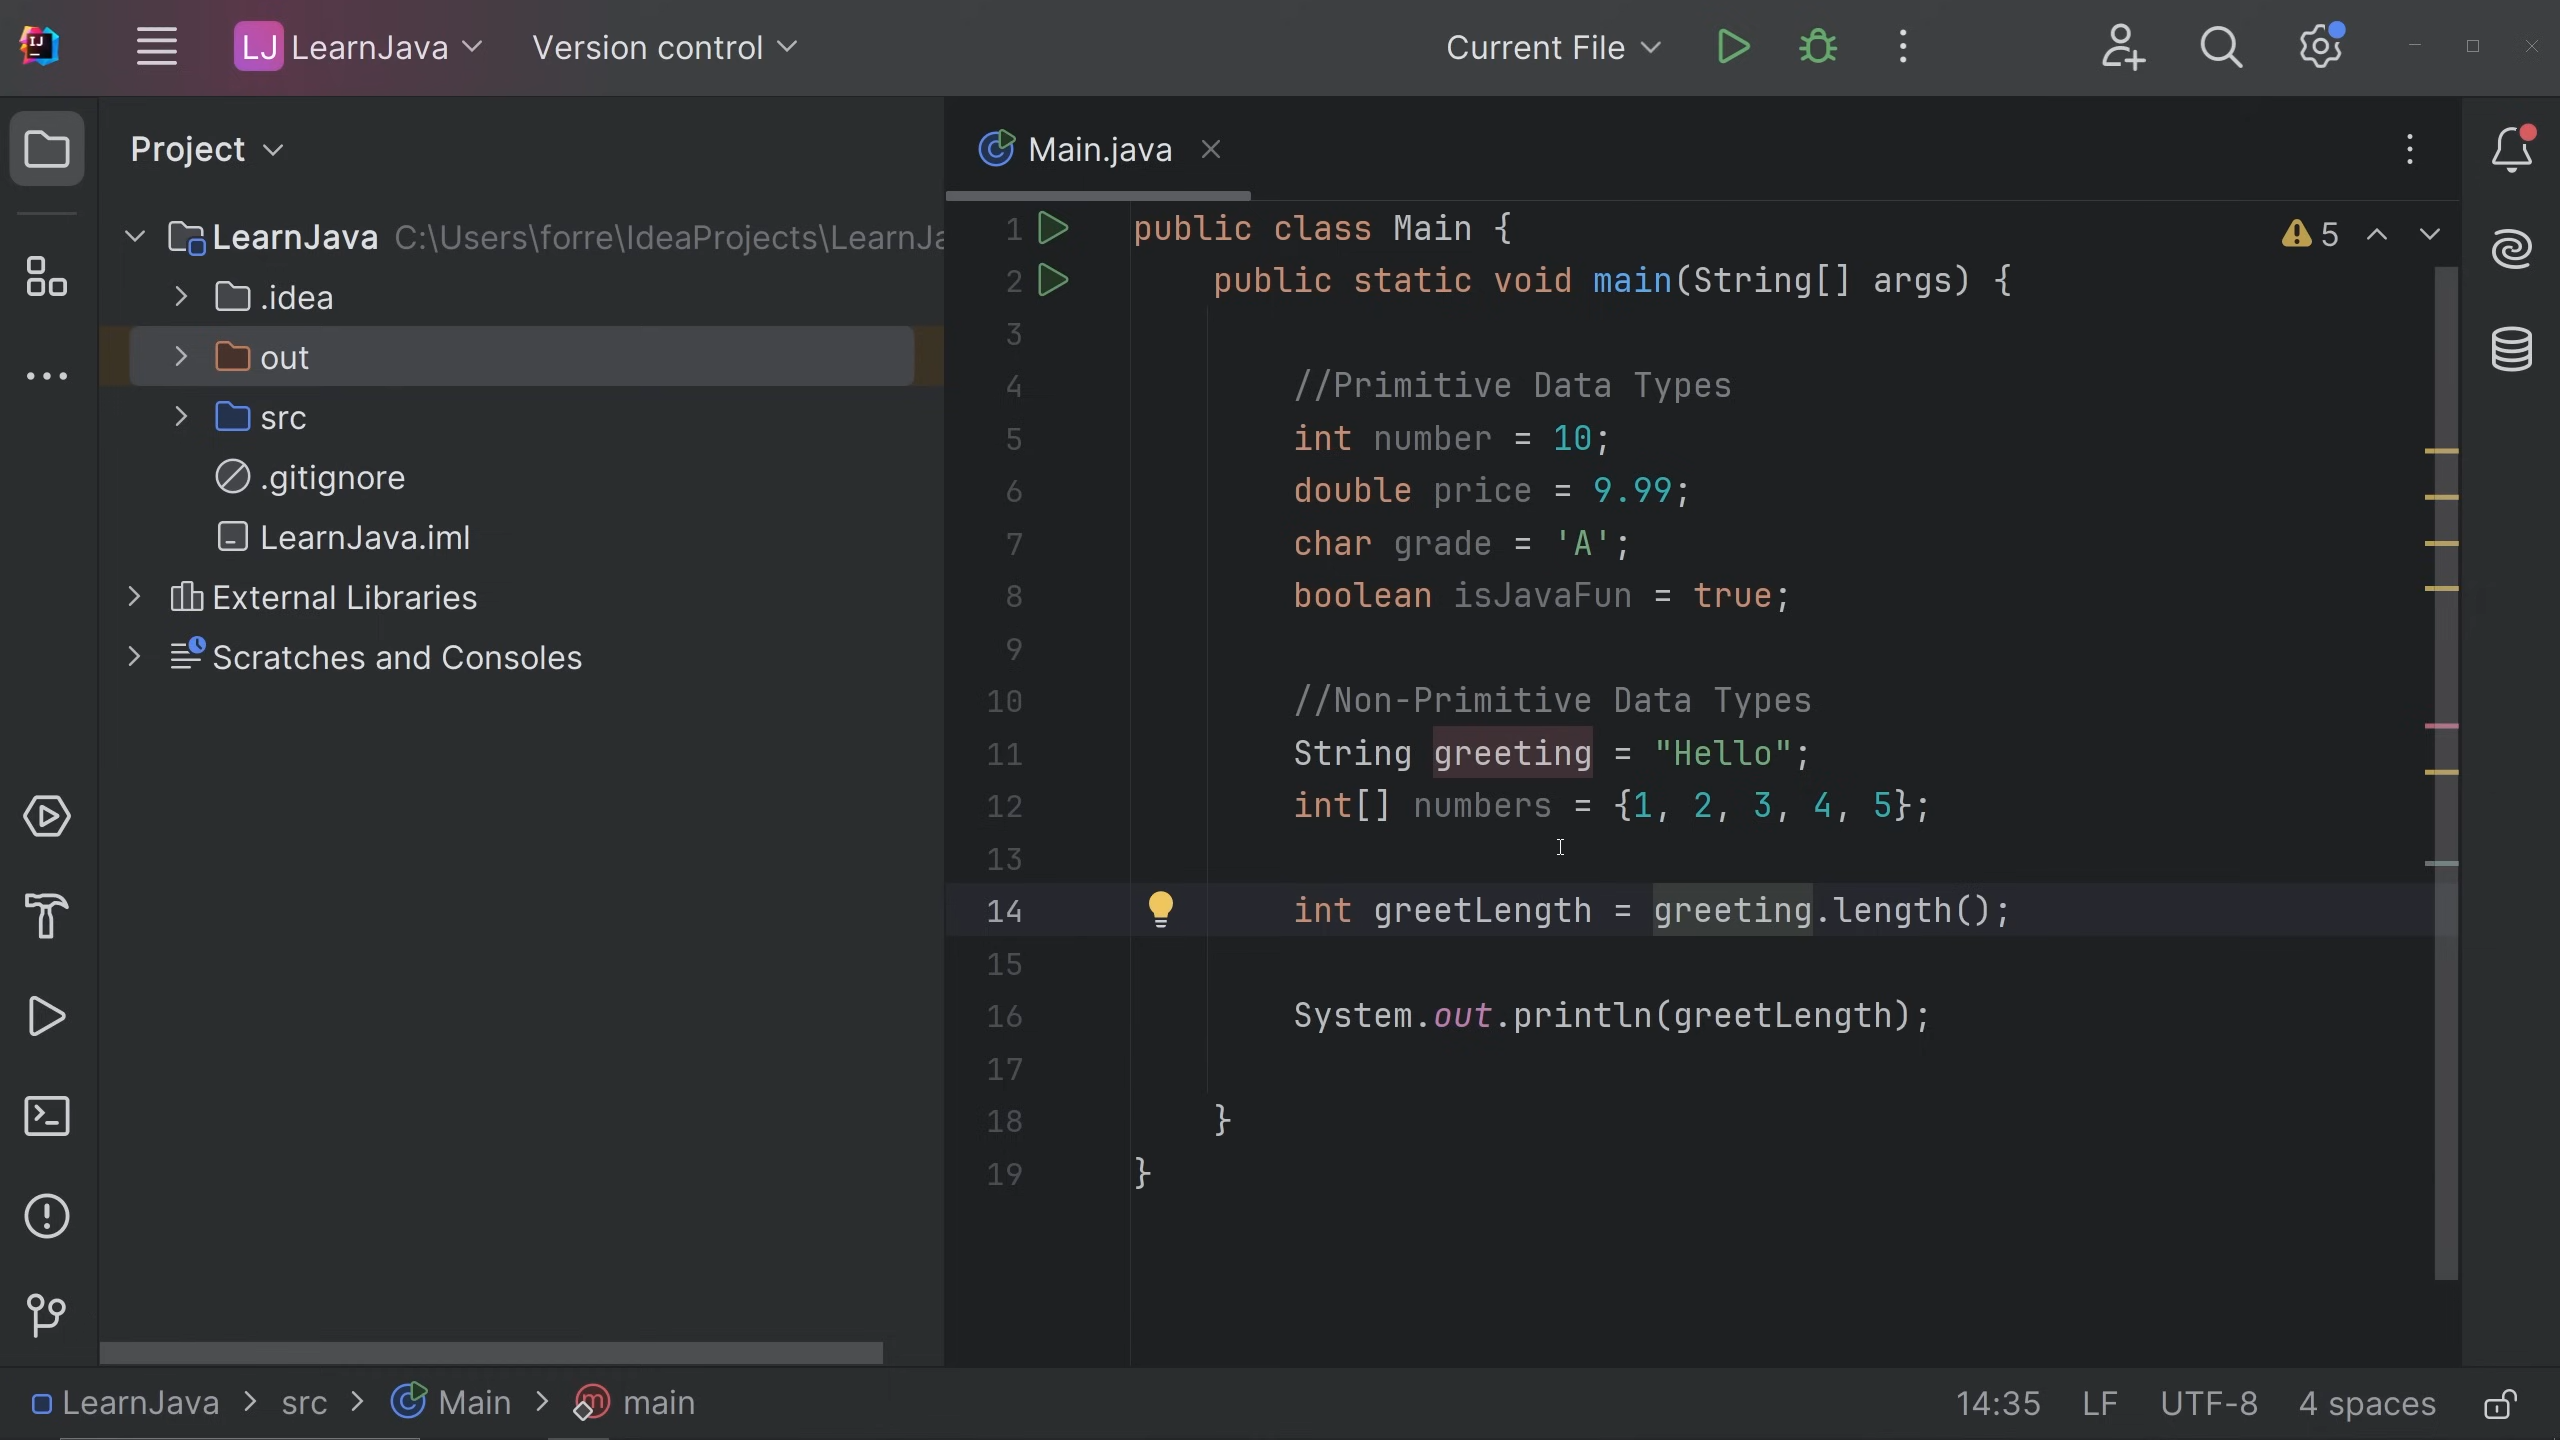 IJ
LJ LearnJava Version control Current File
Project
LearnJava C:\Users\forre\IdeaProjects\LearnJa
.idea
out
src
.gitignore
LearnJava.iml
External Libraries
Scratches and Consoles
Main.java
5
1 public class Main {
2 public static void main(String[] args) {
3
4 //Primitive Data Types
5 int number = 10;
6 double price = 9.99;
7 char grade = 'A';
8 boolean isJavaFun = true;
9
10 //Non-Primitive Data Types
11 String greeting = "Hello";
12 int[] numbers = {1, 2, 3, 4, 5};
13
14 int greetLength = greeting.length();
15
16 System.out.println(greetLength);
17
18 }
19 }
LearnJava > src > Main > main 14:35 LF UTF-8 4 spaces